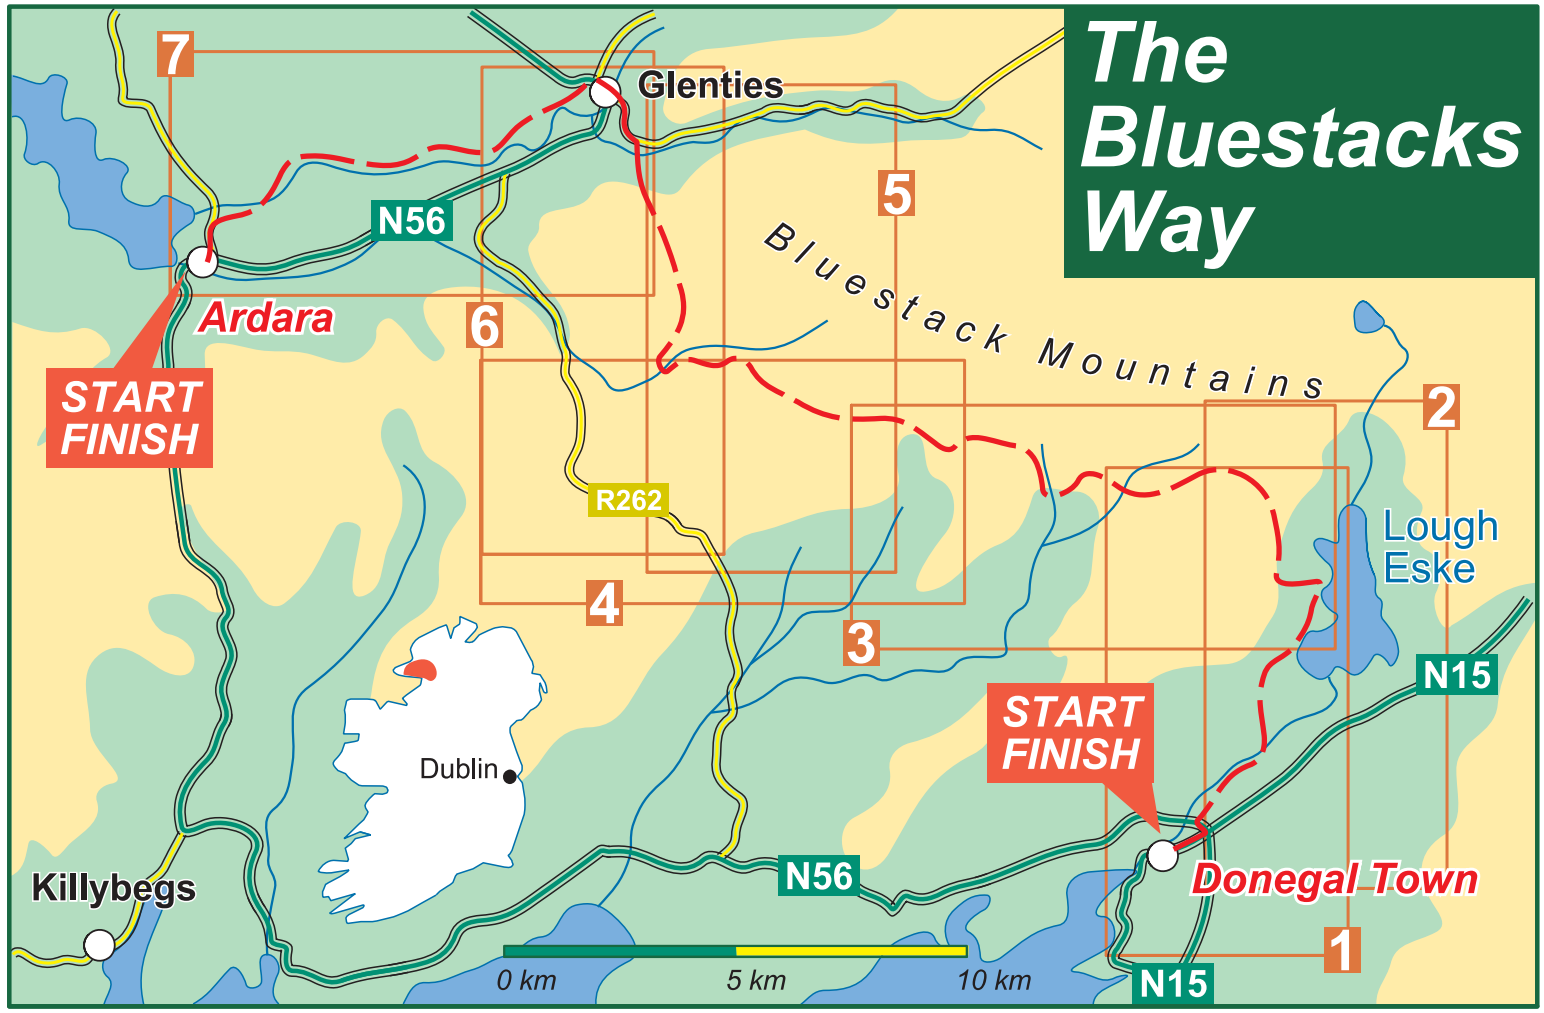 The
Bluestacks
Way
7
Glenties
5
N56
Bluestack Mountains
6
Ardara
START
FINISH
2
R262
Lough
Eske
4
3
N15
START
FINISH
Dublin
N56
Donegal Town
Killybegs
1
0 km
5 km
10 km
N15